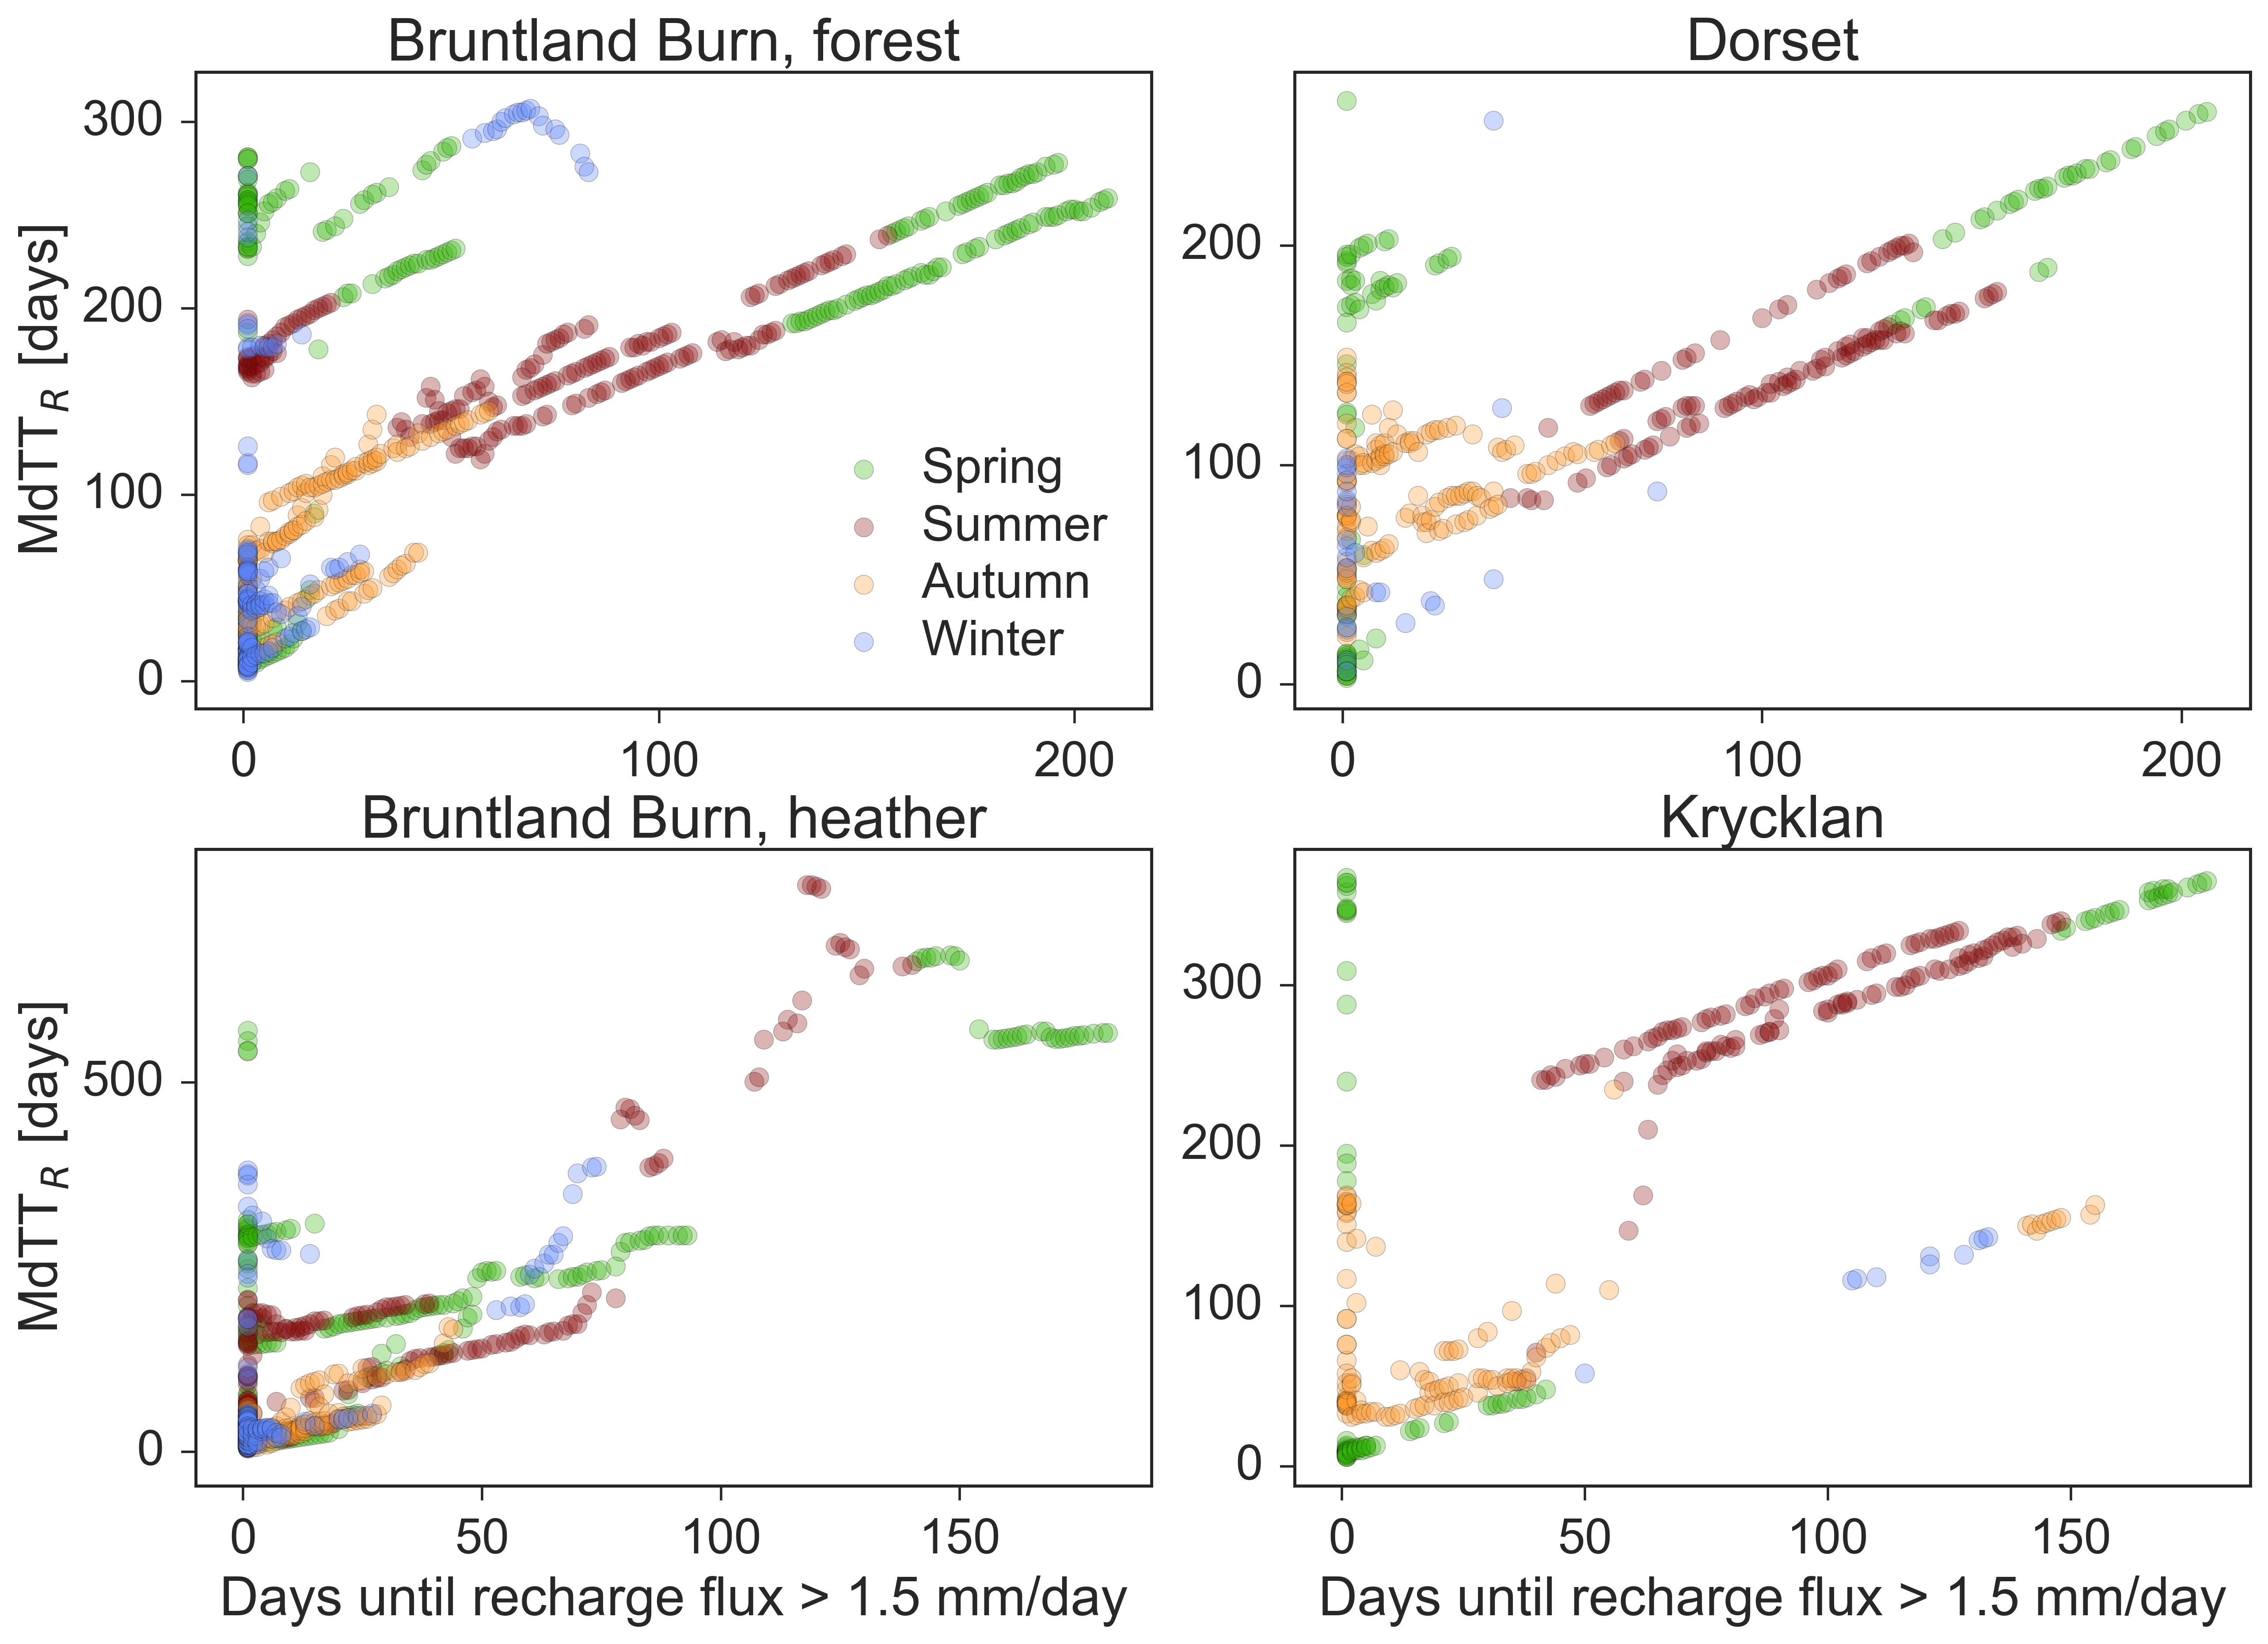 Bruntland Burn, forest
MdTT R [days]
300
200
100
0
0 100 200
Spring
Summer
Autumn
Winter
Dorset
200
100
0
0 100 200
Bruntland Burn, heather
MdTT R [days]
500
0
0 50 100 150
Days until recharge flux > 1.5 mm/day
Krycklan
300
200
100
0
0 50 100 150
Days until recharge flux > 1.5 mm/day